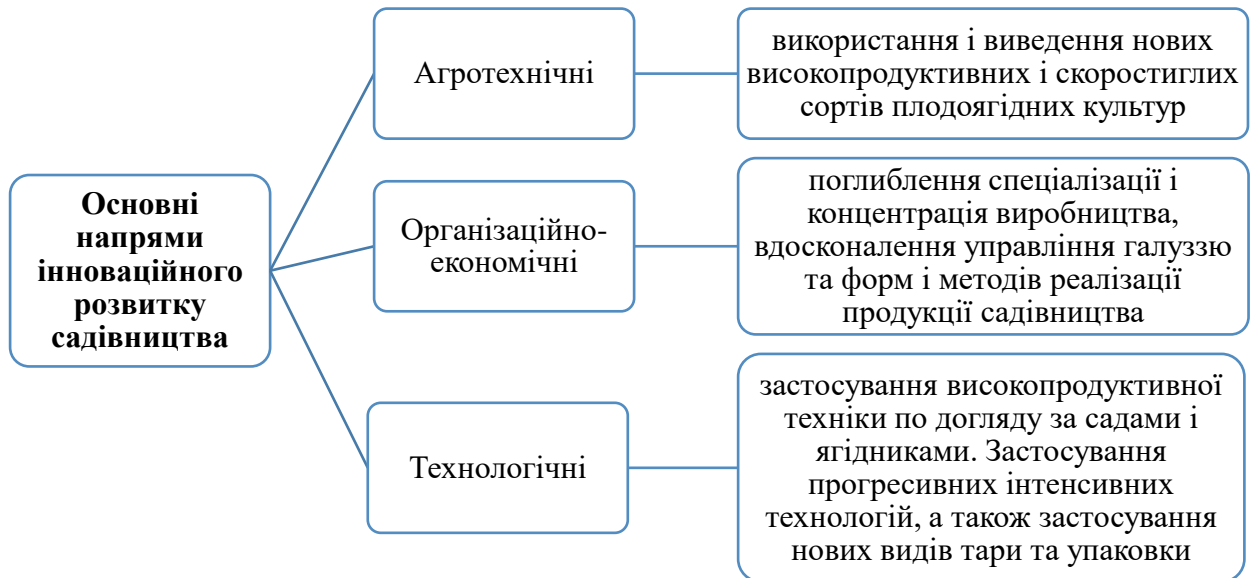 Основні
напрями
інноваційного
розвитку
садівництва
Агротехнічні
використання і виведення нових
високопродуктивних і скоростиглих
сортів плодоягідних культур
Організаційно-
економічні
поглиблення спеціалізації і
концентрація виробництва,
вдосконалення управління галуззю
та форм і методів реалізації
продукції садівництва
Технологічні
застосування високопродуктивної
техніки по догляду за садами і
ягідниками. Застосування
прогресивних інтенсивних
технологій, а також застосування
нових видів тари та упаковки